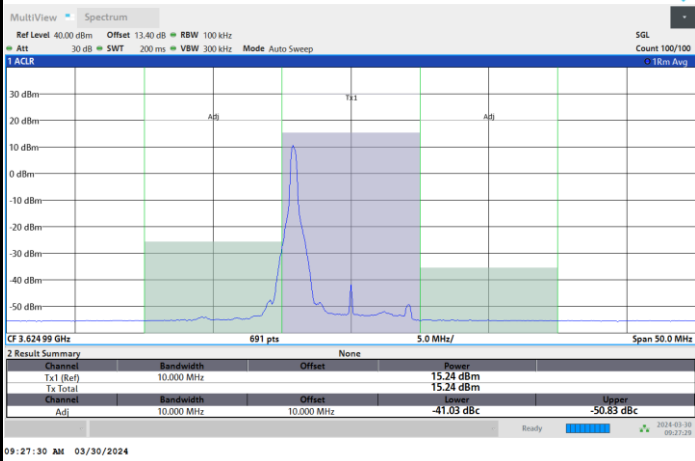 MultiView Spectrum
Ref Level 40.00 dBm Offset 13.40 dB RBW 100 kHz SGL
Att 30 dB SWT 200 ms VBW 300 kHz Mode Auto Sweep Count 100/100
1 ACLR 1Rm Avg
30 dBm
Tx1
20 dBm Adj Adj
10 dBm
0 dBm
-10 dBm
-20 dBm
-30 dBm
-40 dBm
-50 dBm
CF 3.624 99 GHz 691 pts 5.0 MHz/ Span 50.0 MHz
2 Result Summary None
Channel Bandwidth Offset Power
Tx1 (Ref) 10.000 MHz 15.24 dBm
Tx Total 15.24 dBm
Channel Bandwidth Offset Lower Upper
Adj 10.000 MHz 10.000 MHz -41.03 dBc -50.83 dBc
Ready 2024-03-30
09:27:29
09:27:30 AM 03/30/2024